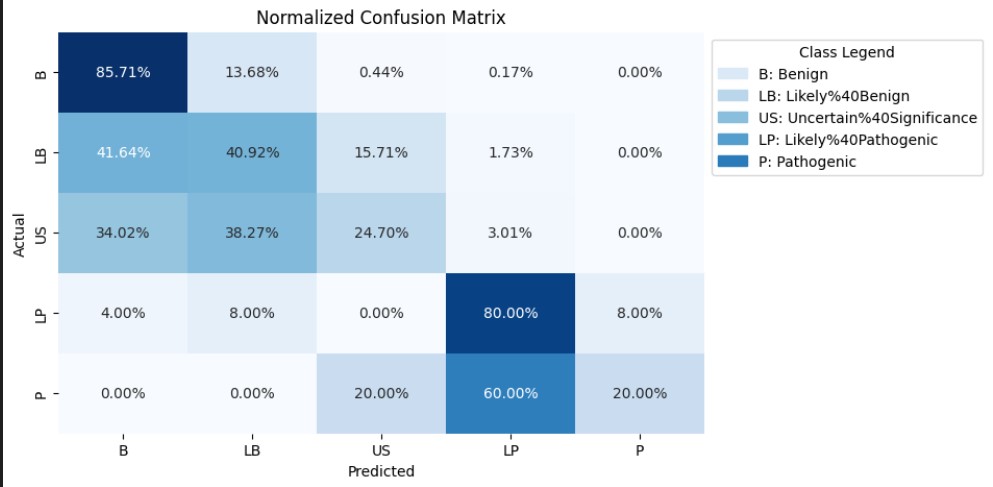 Normalized Confusion Matrix
B 85.71% 13.68% 0.44% 0.17% 0.00%
LB 41.64% 40.92% 15.71% 1.73% 0.00%
US 34.02% 38.27% 24.70% 3.01% 0.00%
LP 4.00% 8.00% 0.00% 80.00% 8.00%
P 0.00% 0.00% 20.00% 60.00% 20.00%
Actual
B LB US LP P
Predicted
Class Legend
B: Benign
LB: Likely%40Benign
US: Uncertain%40Significance
LP: Likely%40Pathogenic
P: Pathogenic